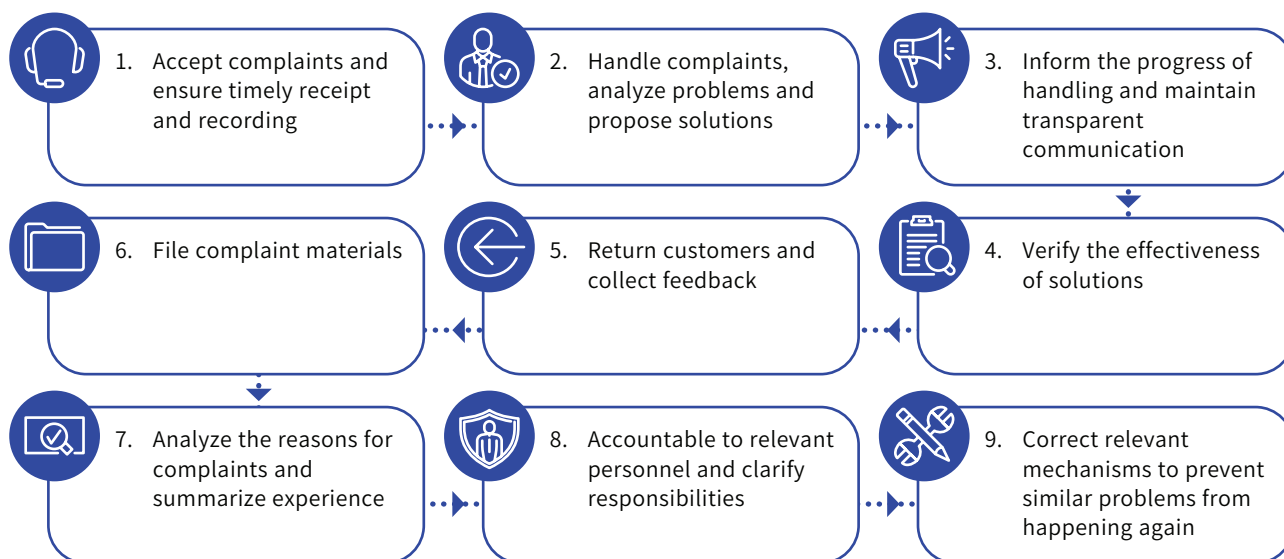 1. Accept complaints and
ensure timely receipt
and recording
2. Handle complaints,
analyze problems and
propose solutions
3. Inform the progress of
handling and maintain
transparent
communication
4. Verify the effectiveness
of solutions
5. Return customers and
collect feedback
6. File complaint materials
7. Analyze the reasons for
complaints and
summarize experience
8. Accountable to relevant
personnel and clarify
responsibilities
9. Correct relevant
mechanisms to prevent
similar problems from
happening again